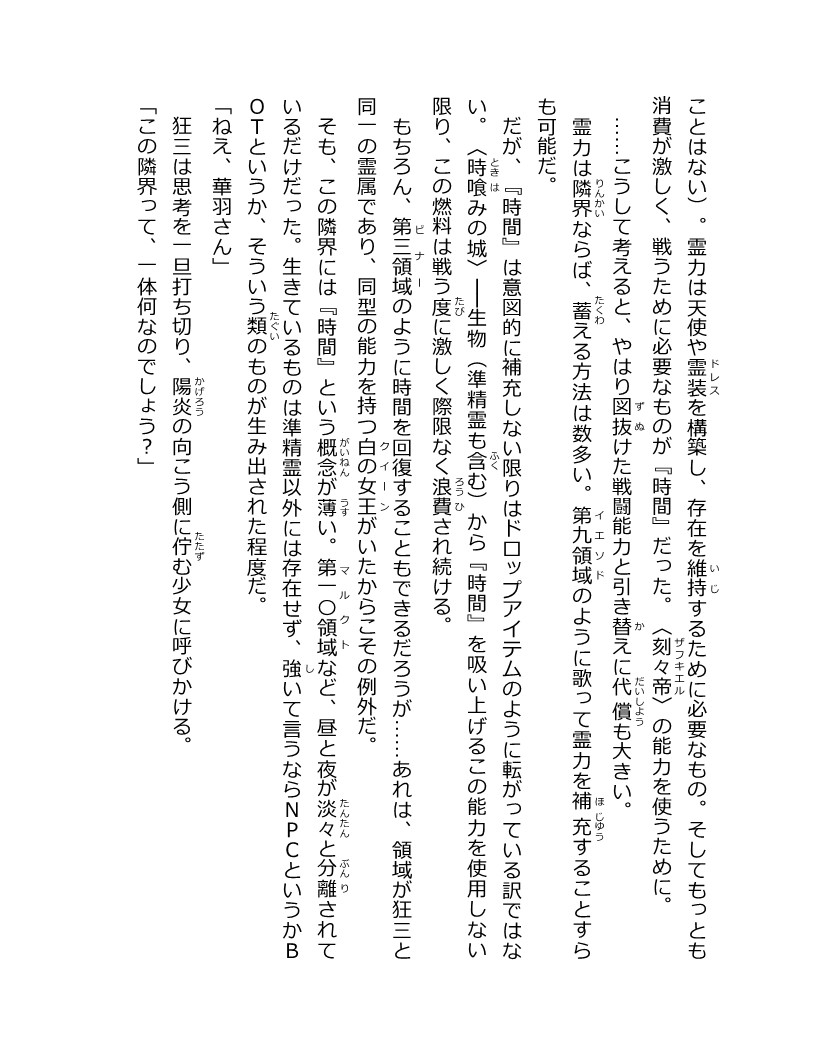 ことはない）。霊力は天使や霊装を構築し、存在を維持するために必要なもの。そしてもっとも
消費が激しく、戦うために必要なものが『時間』だった。〈刻々帝〉の能力を使うために。
……こうして考えると、やはり図抜けた戦闘能力と引き替えに代償も大きい。
霊力は隣界ならば、蓄える方法は数多い。第九領域のように歌って霊力を補充することすら
も可能だ。
だが、『時間』は意図的に補充しない限りはドロップアイテムのように転がっている訳ではな
い。〈時喰みの城〉――生物（準精霊も含む）から『時間』を吸い上げるこの能力を使用しない
限り、この燃料は戦う度に激しく際限なく浪費され続ける。
もちろん、第三領域のように時間を回復することもできるだろうが……あれは、領域が狂三と
同一の霊属であり、同型の能力を持つ白の女王がいたからこその例外だ。
そも、この隣界には『時間』という概念が薄い。第一〇領域など、昼と夜が淡々と分離されて
いるだけだった。生きているものは準精霊以外には存在せず、強いて言うならＮＰＣというかＢ
ＯＴというか、そういう類のものが生み出された程度だ。
「ねえ、華羽さん」
狂三は思考を一旦打ち切り、陽炎の向こう側に佇む少女に呼びかける。
「この隣界って、一体何なのでしょう？」